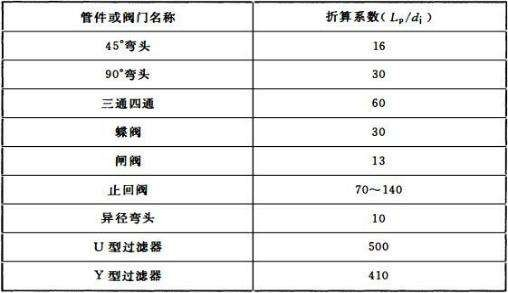 管件或阀门名称 折算系数(Lp/di)
45°弯头 16
90°弯头 30
三通四通 60
蝶阀 30
闸阀 13
止回阀 70～140
异径弯头 10
U型过滤器 500
Y型过滤器 410